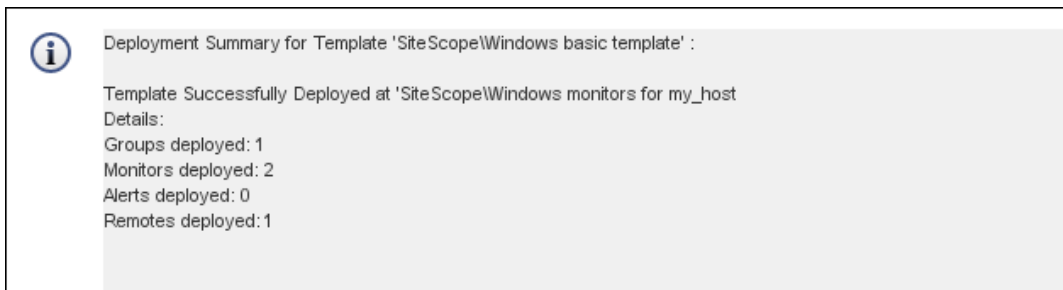 Deployment Summary for Template 'SiteScope\Windows basic template' :
Template Successfully Deployed at 'SiteScope\Windows monitors for my_host
Details:
Groups deployed: 1
Monitors deployed: 2
Alerts deployed: 0
Remotes deployed:1